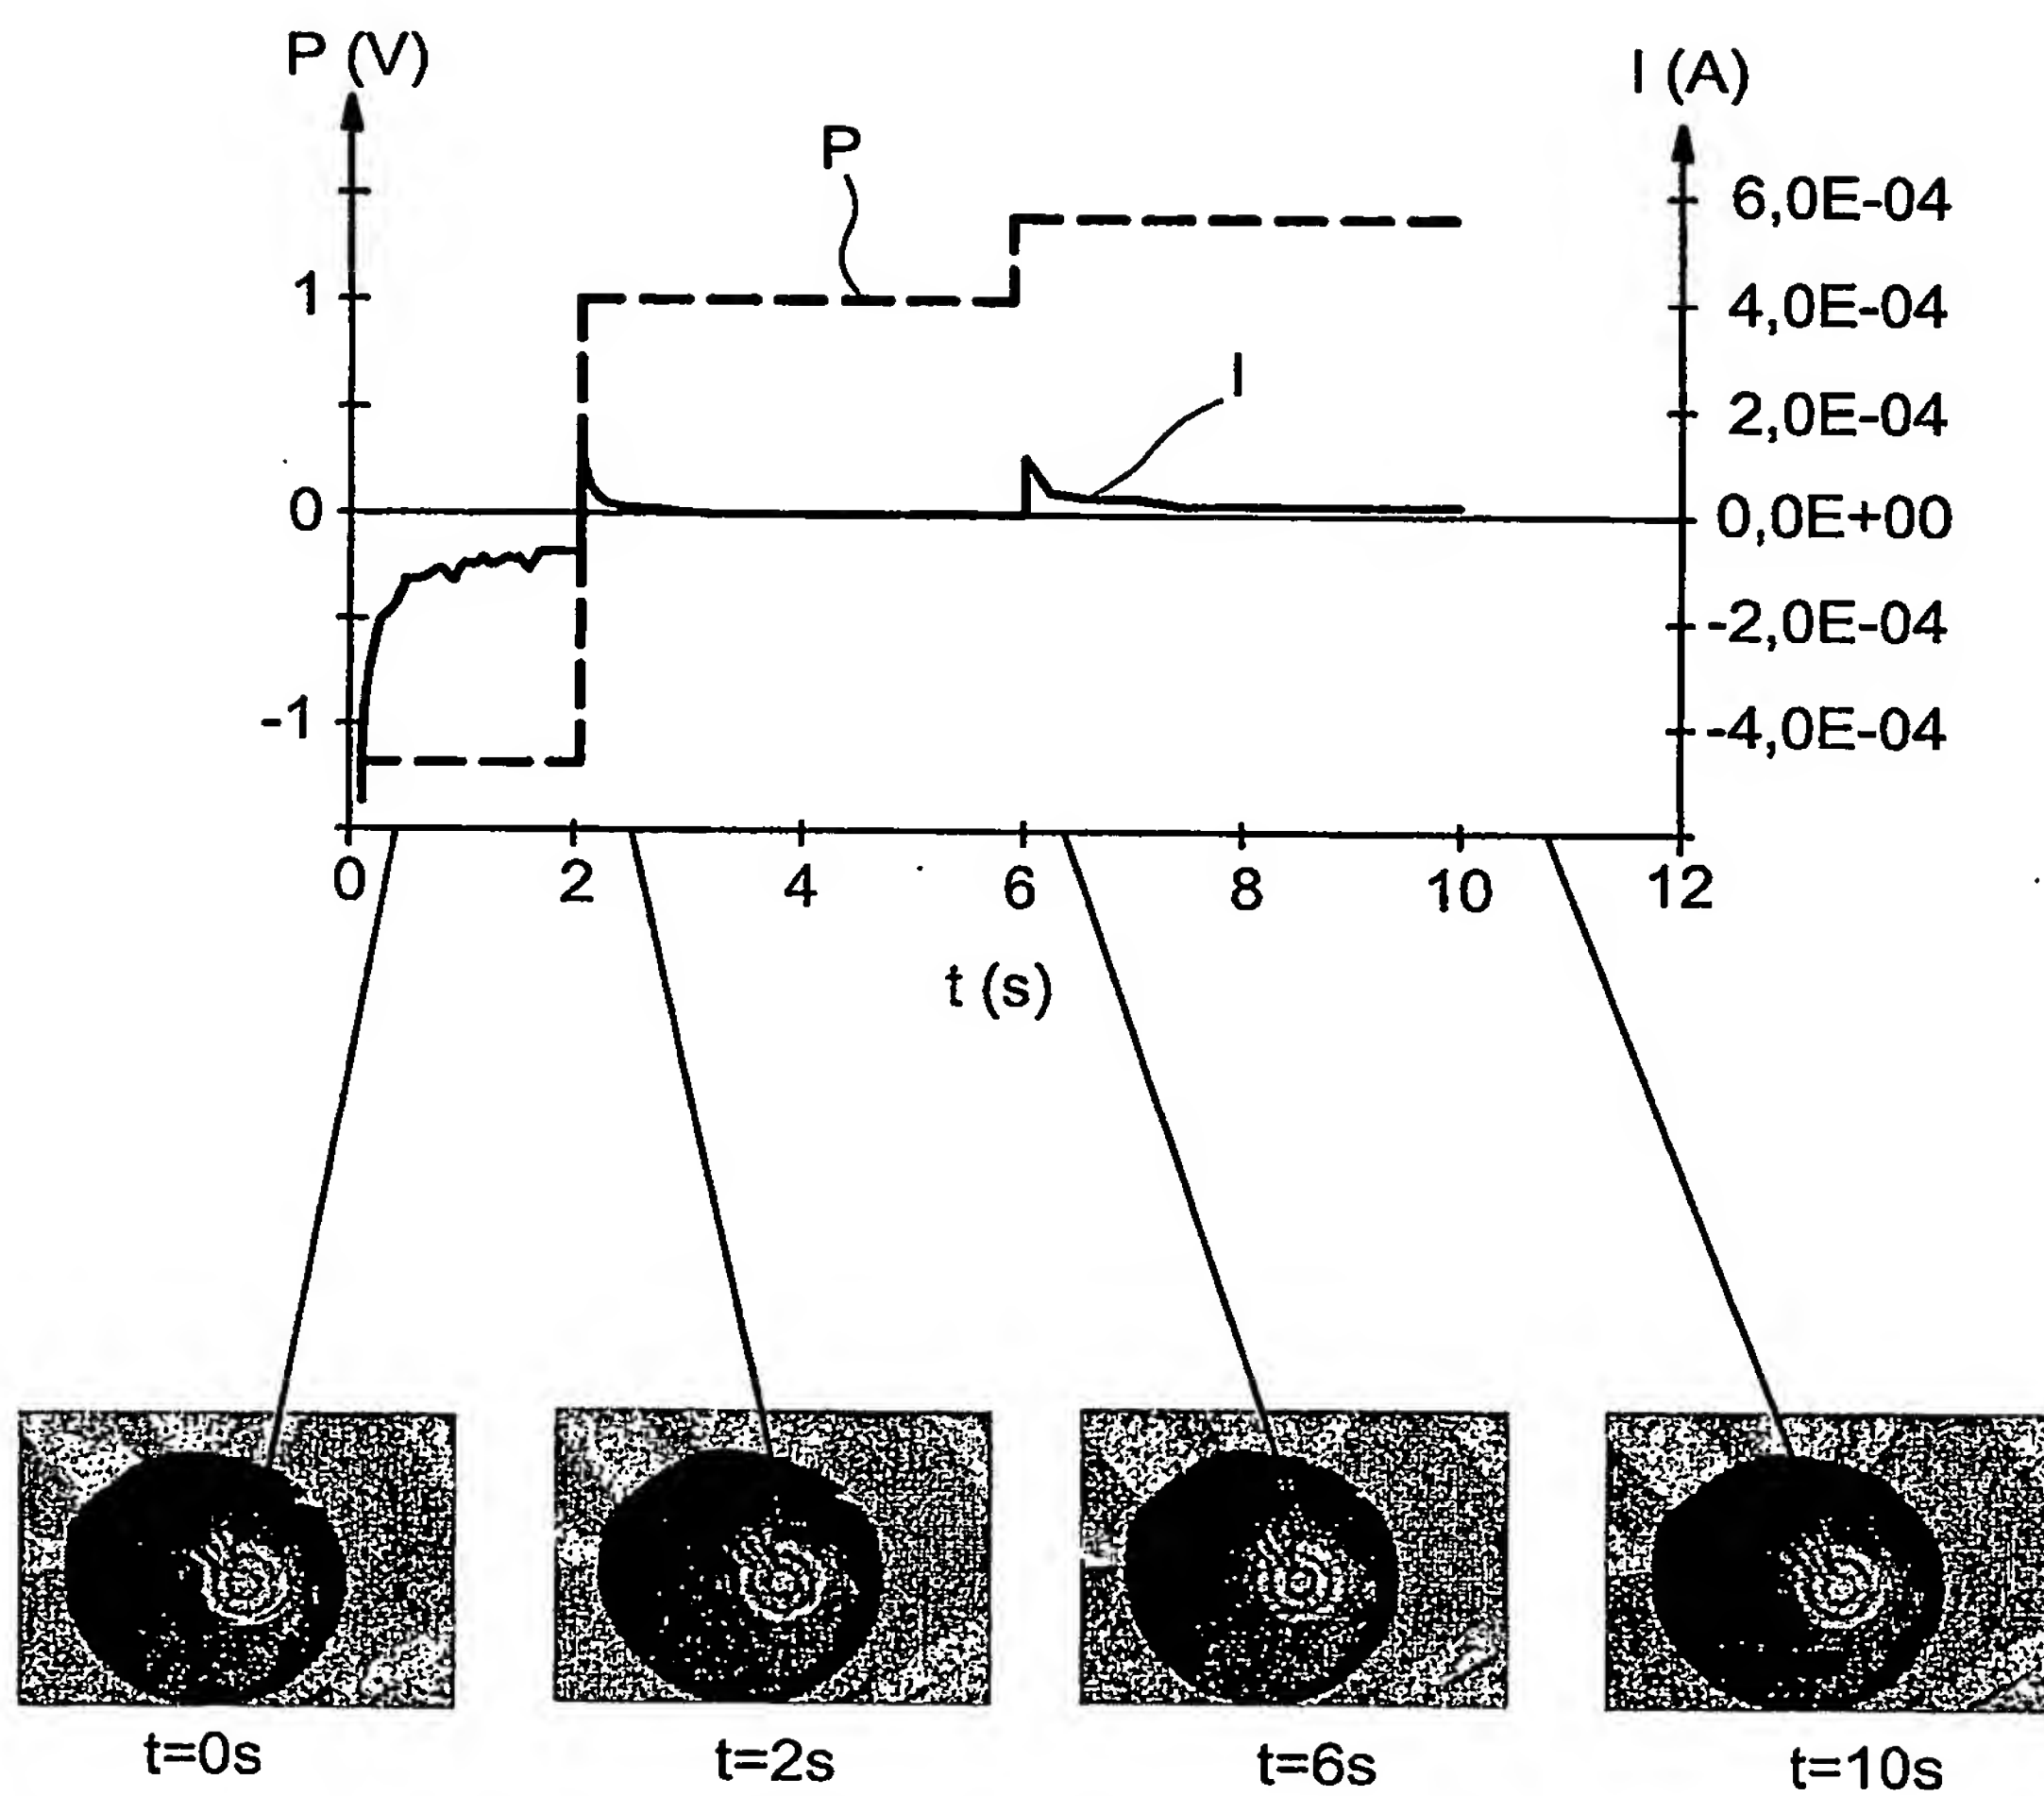 P (V)
I (A)
P
6,0E-04
1
4,0E-04
I
2,0E-04
0
0,0E+00
-2,0E-04
-1
-4,0E-04
0 2 4 6 8 10 12
t (s)
t=0s t=2s t=6s t=10s